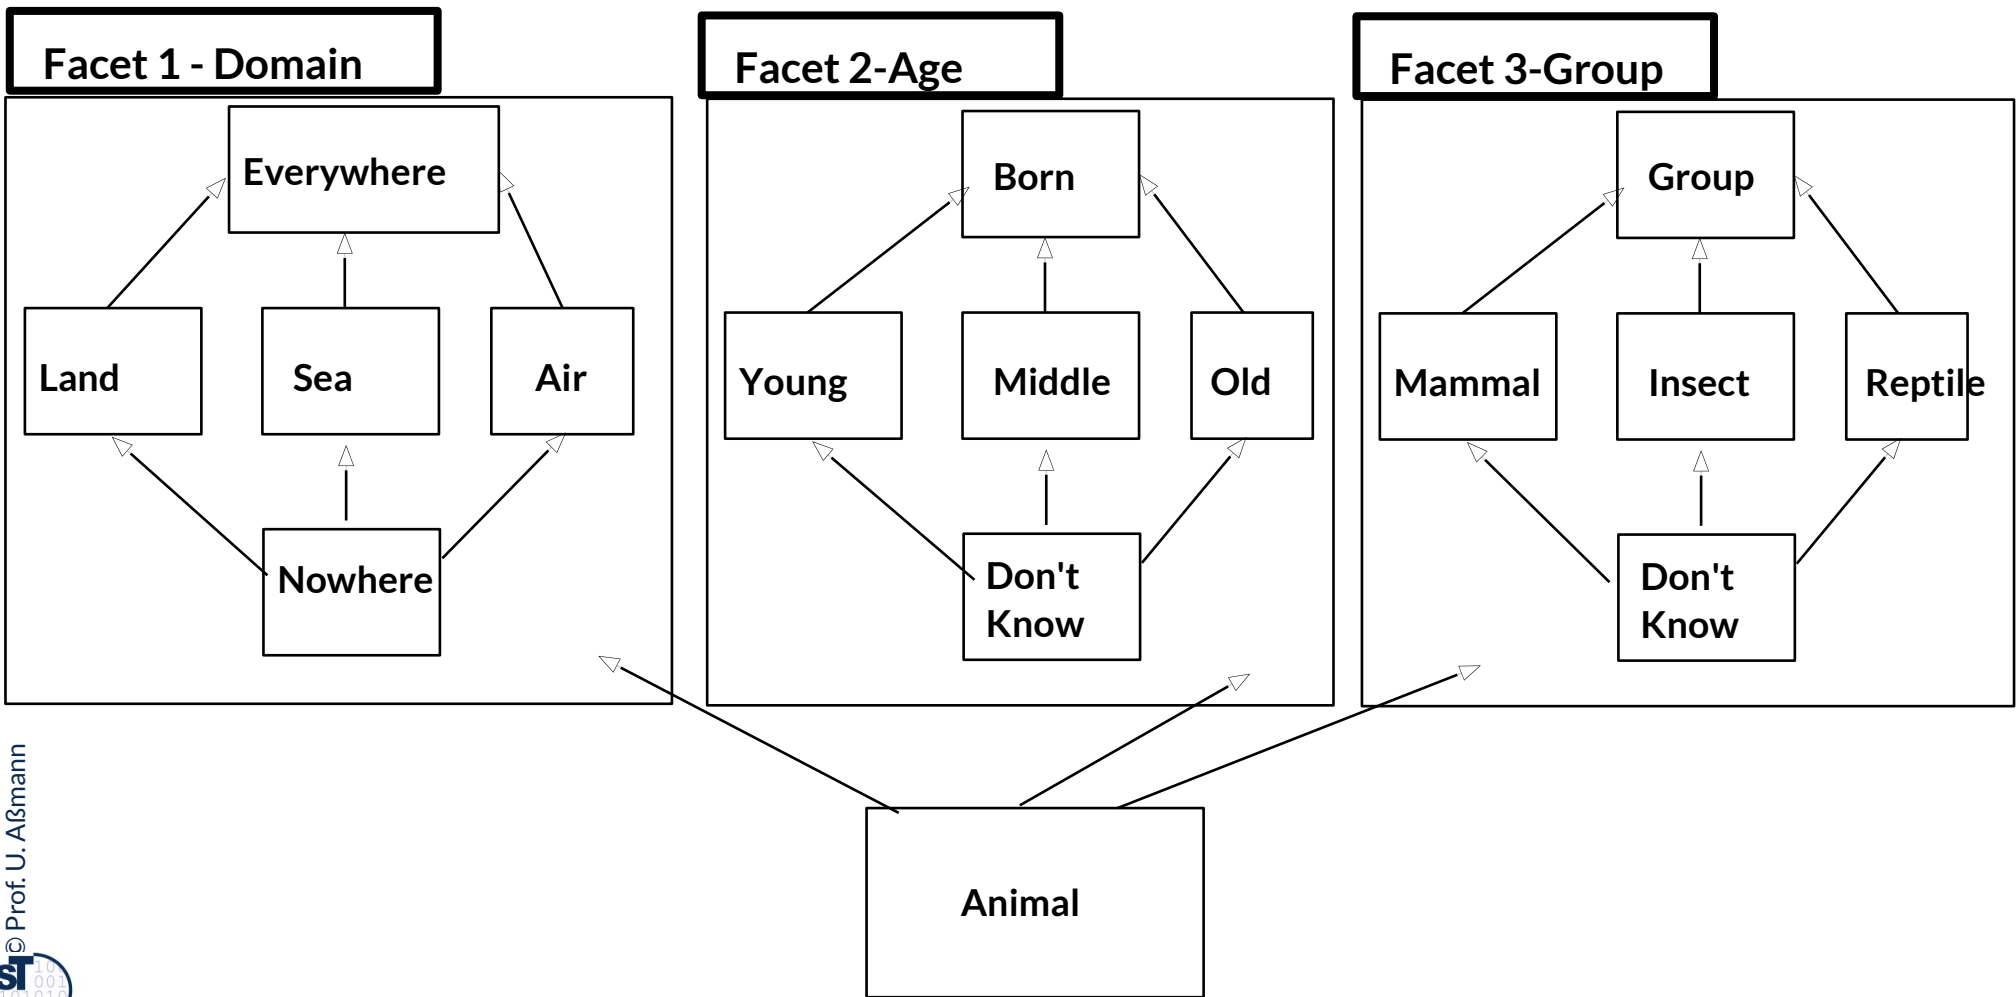 Facet 1 - Domain
Facet 2-Age
Facet 3-Group
Everywhere
Born
Group
Land
Sea
Air
Young
Middle
Old
Mammal
Insect
Reptile
Nowhere
Don't
Know
Don't
Know
Animal
© Prof. U. Aßmann
sT